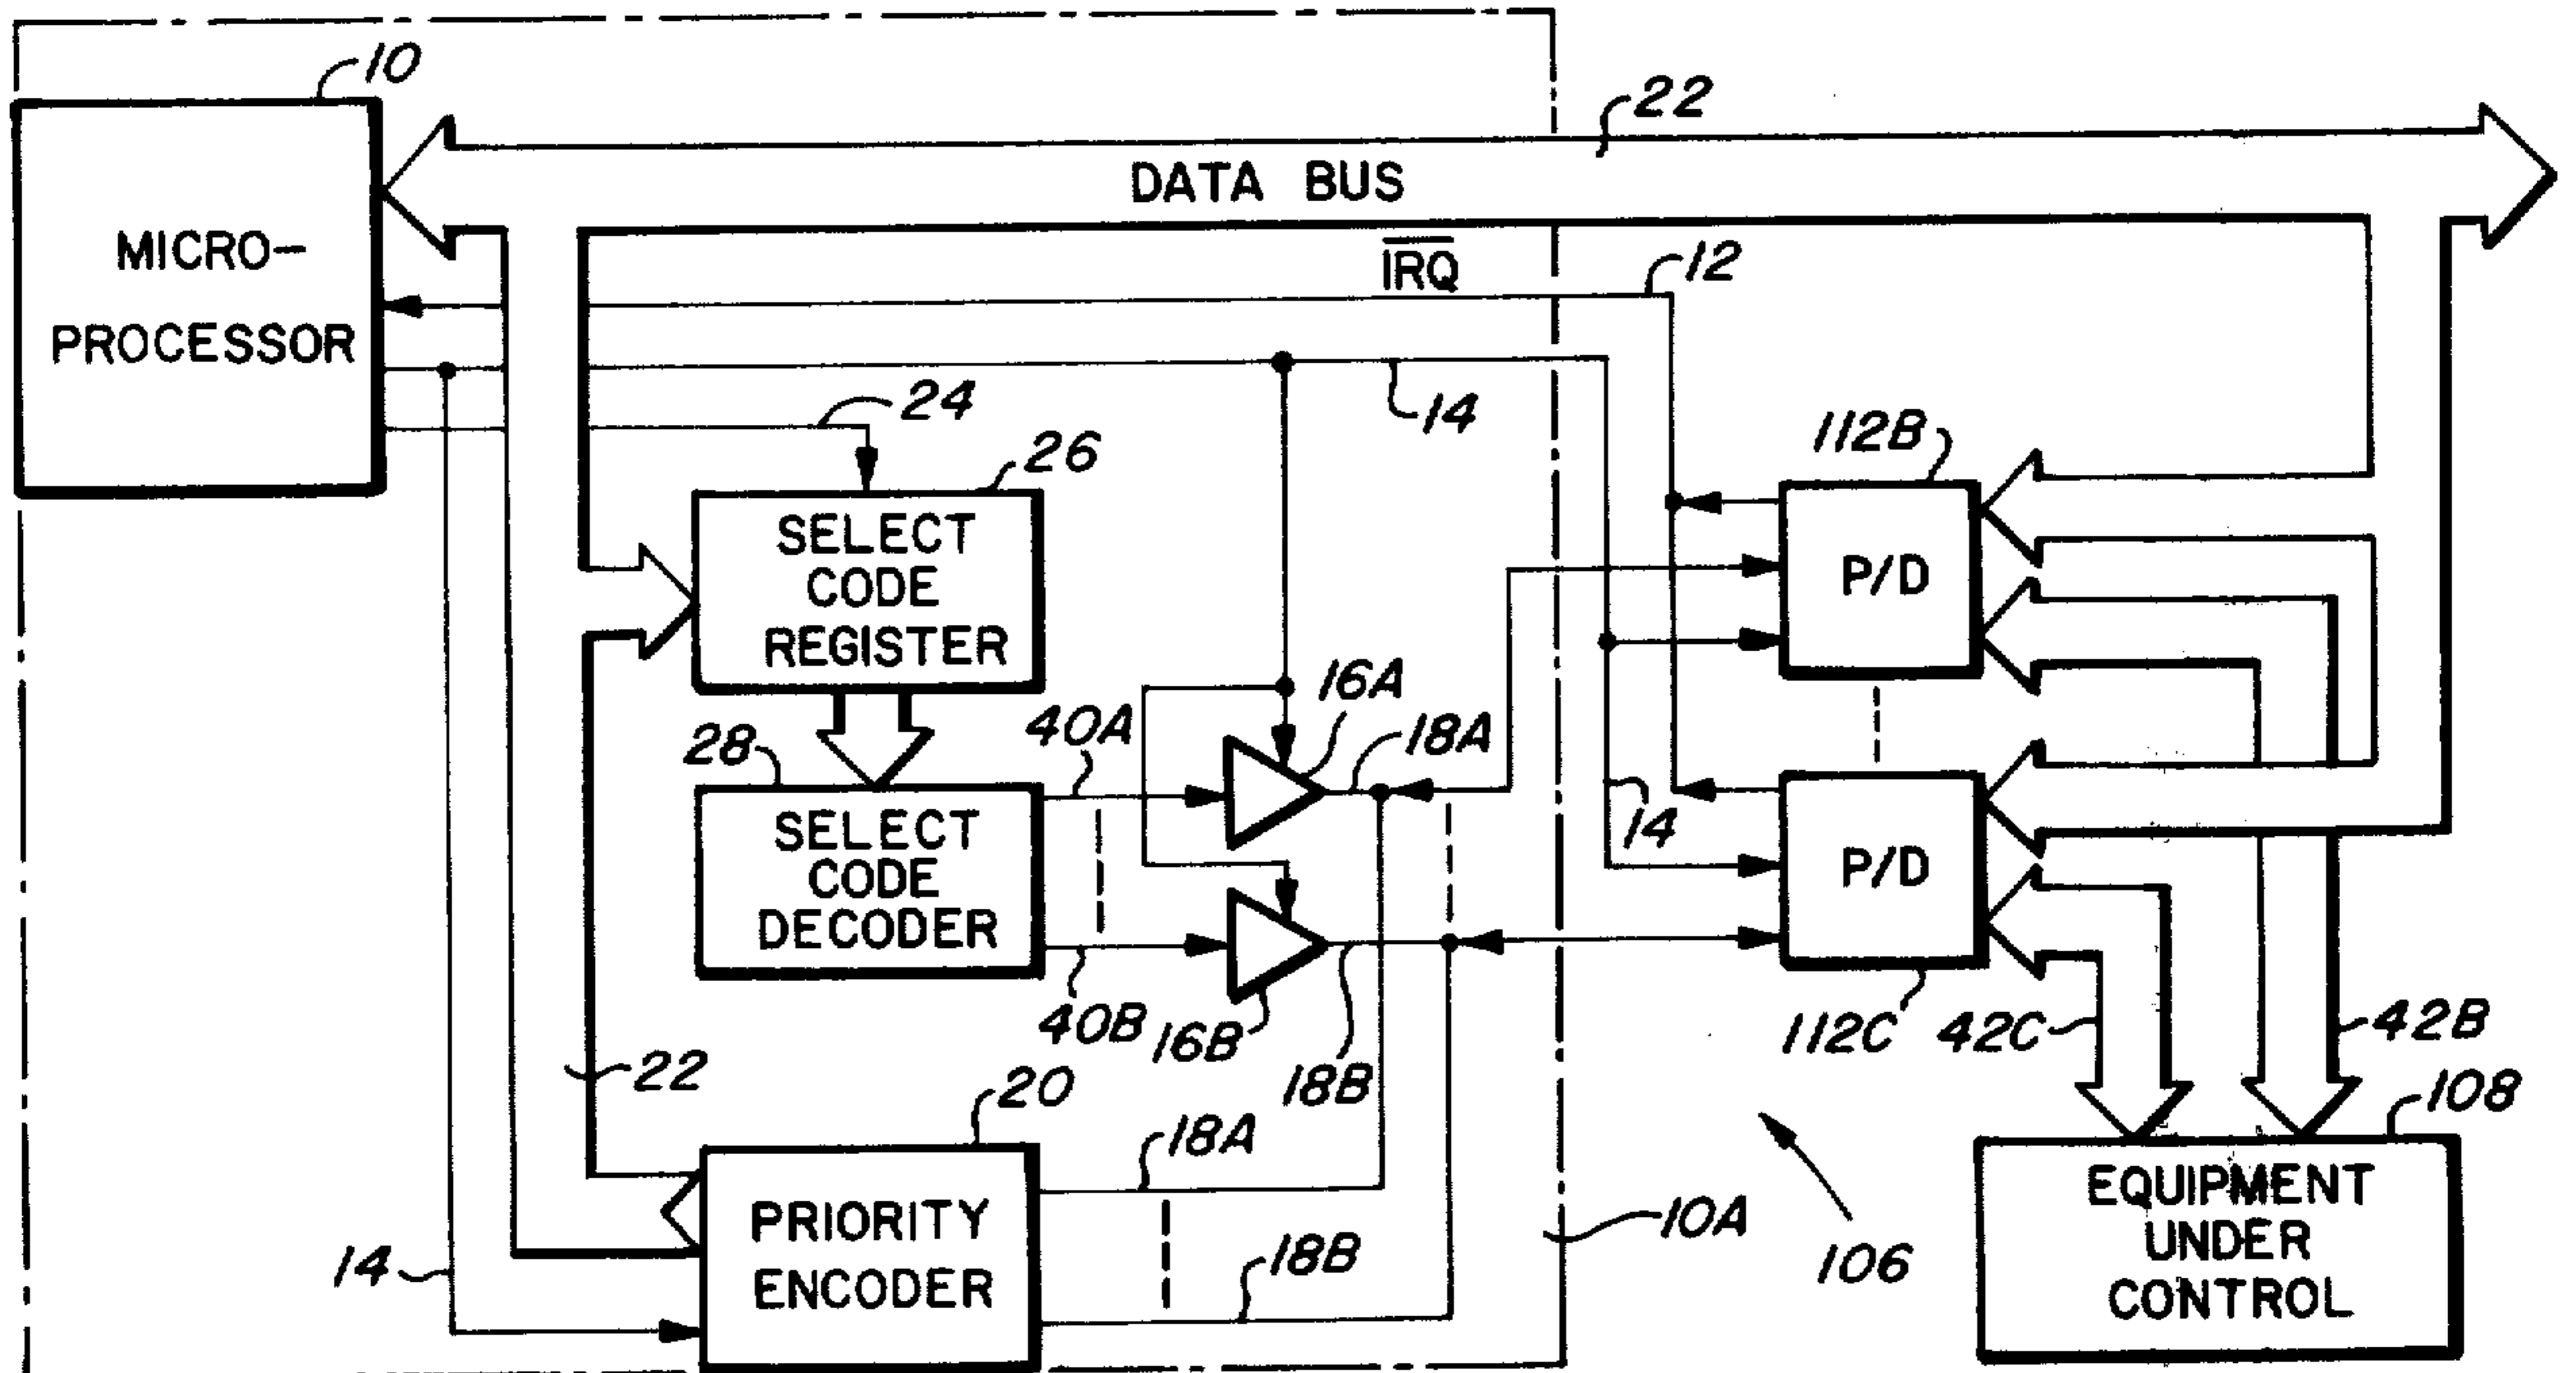 10
22
DATA BUS
MICRO-
PROCESSOR
IRQ
12
24
14
26
112B
SELECT
CODE
REGISTER
P/D
16A
40A
18A
28
14
SELECT
CODE
DECODER
P/D
40B
16B
18B
112C
42C
42B
22
20
108
18A
PRIORITY
ENCODER
10A
106
EQUIPMENT
UNDER
CONTROL
14
18B